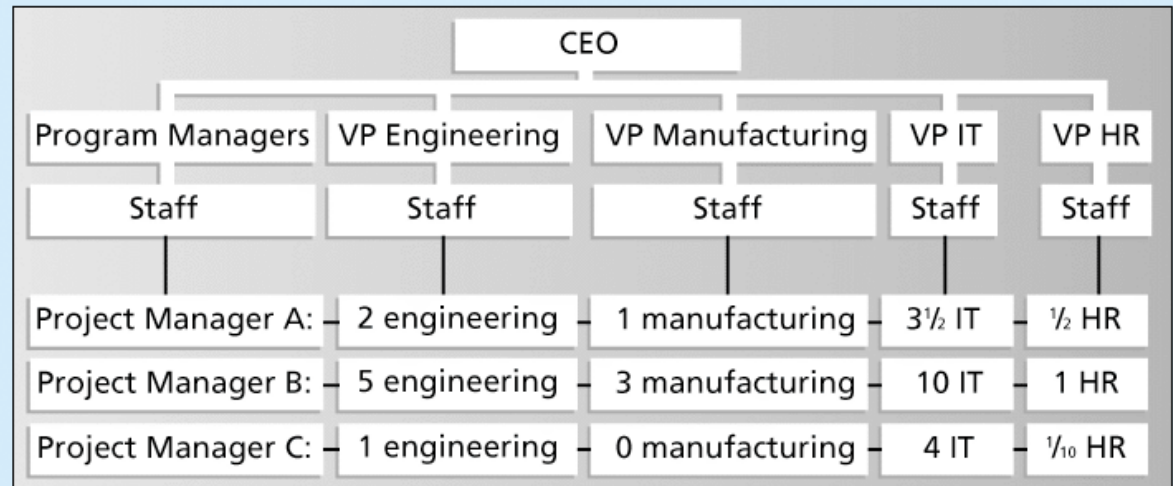 CEO
Program Managers VP Engineering VP Manufacturing VP IT VP HR
Staff Staff Staff Staff Staff
Project Manager A: 2 engineering 1 manufacturing 3½ IT ½ HR
Project Manager B: 5 engineering 3 manufacturing 10 IT 1 HR
Project Manager C: 1 engineering 0 manufacturing 4 IT 1/10 HR